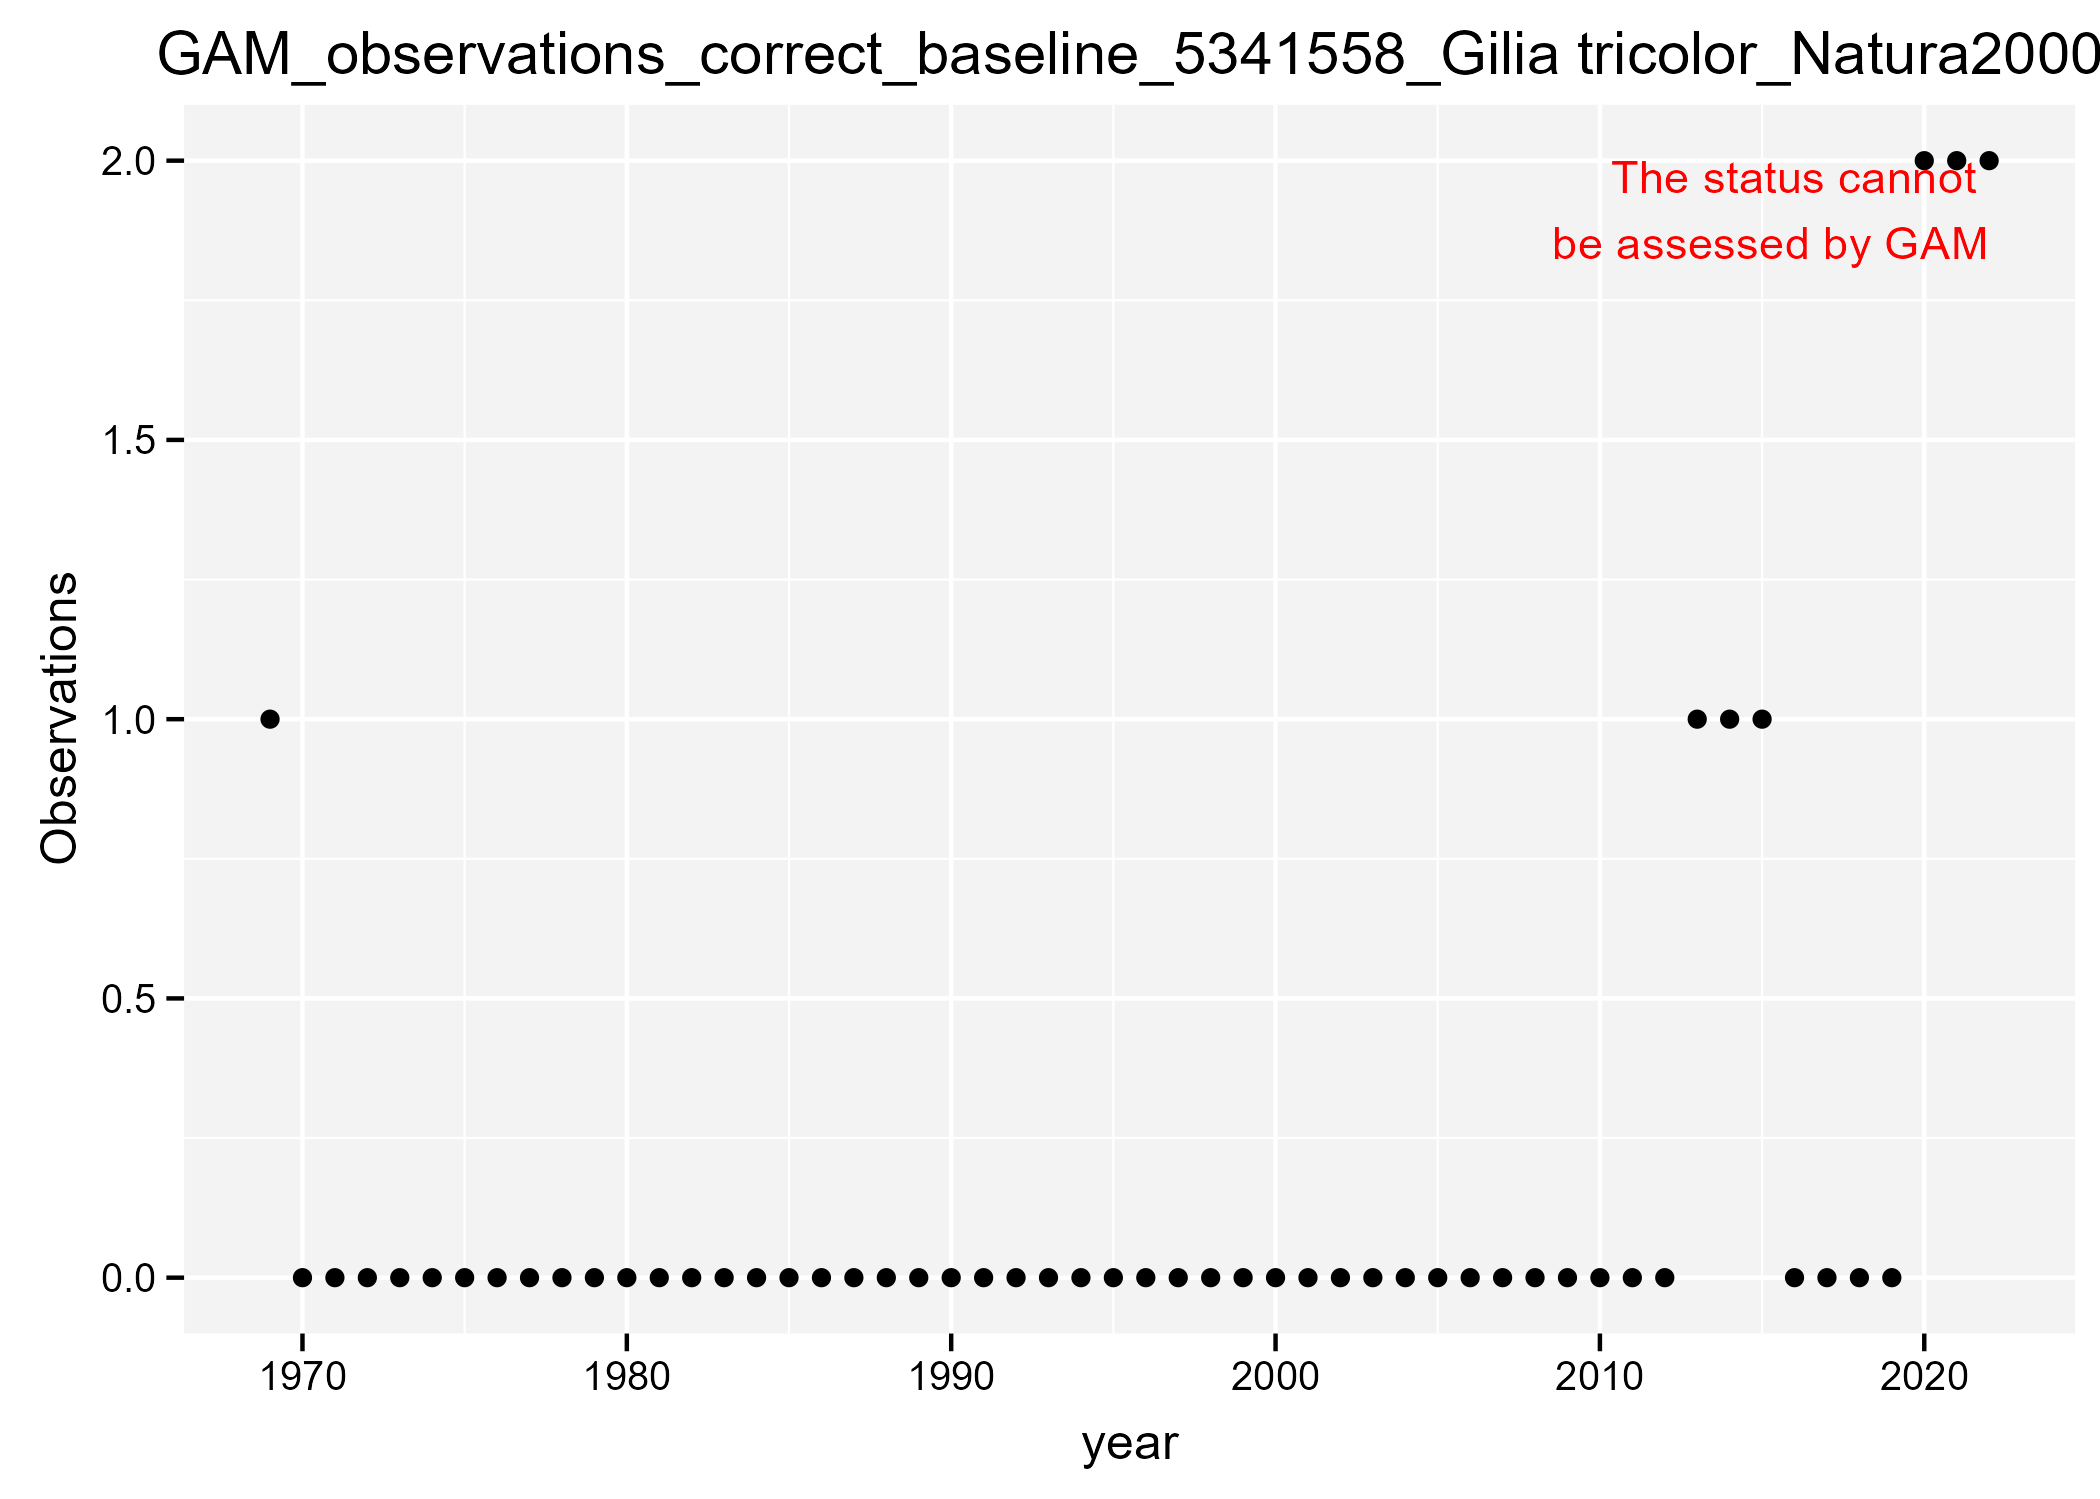 GAM_observations_correct_baseline_5341558_Gilia tricolor_Natura2000
2.0
The status cannot
be assessed by GAM
1.5
1.0
0.5
0.0
Observations
1970 1980 1990 2000 2010 2020
year